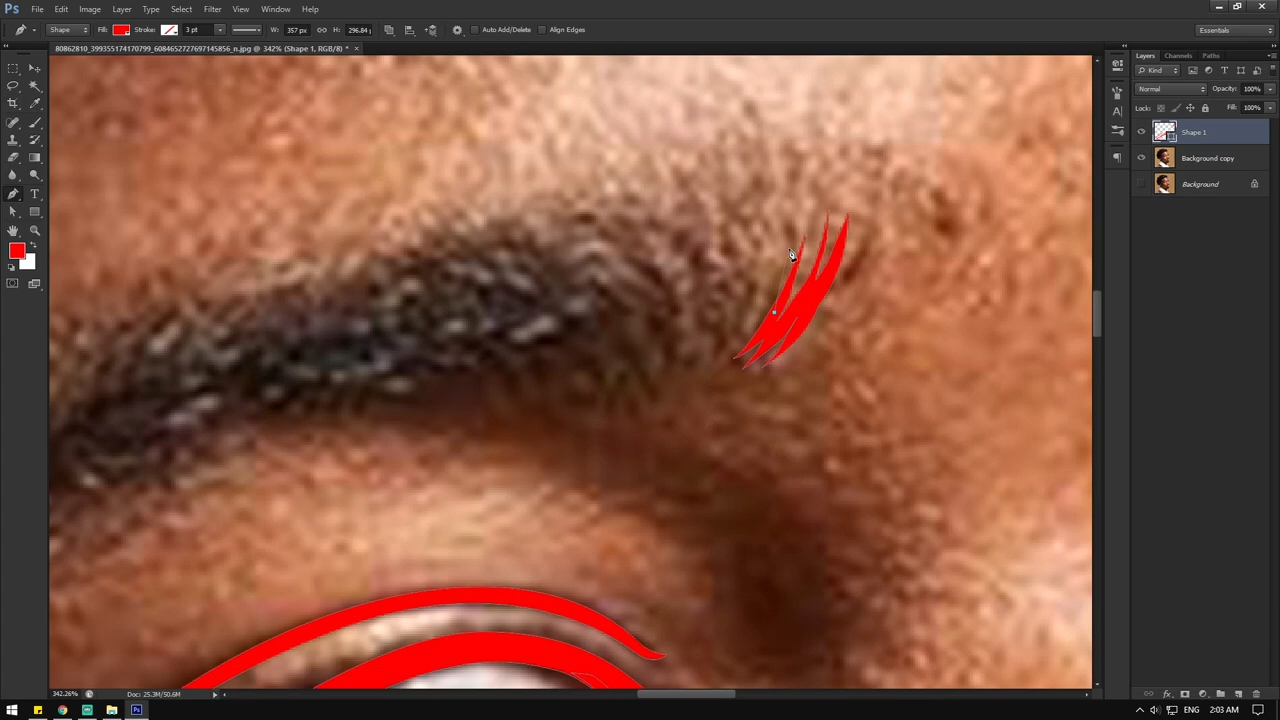 Ps File Edit Image Layer Type Select Filter View Window Help
Shape Fill: Stroke: 3 pt W: 357 px H: 296.84 Auto Add/Delete Align Edges Essentials
80862810_399355174170799_6084652727697145856_n.jpg @ 342% (Shape 1, RGB/8) *
Layers Channels Paths
Kind
Normal Opacity: 100%
Lock: Fill: 100%
Shape 1
Background copy
Background
342.26% Doc: 25.3M/50.6M
ENG 2:03 AM